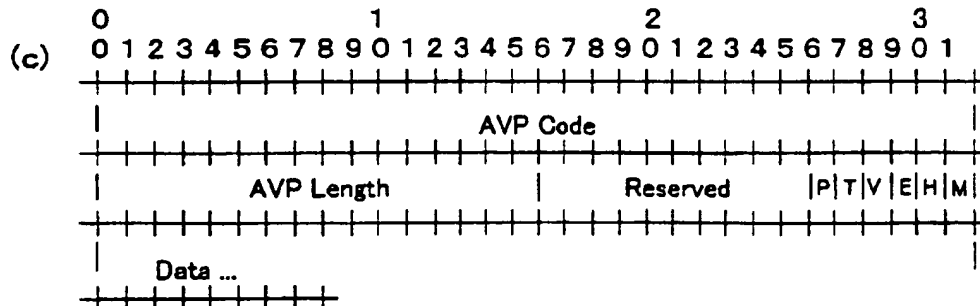 0 1 2 3
(c) 0 1 2 3 4 5 6 7 8 9 0 1 2 3 4 5 6 7 8 9 0 1 2 3 4 5 6 7 8 9 0 1
AVP Code
AVP Length Reserved P T V E H M
Data ...